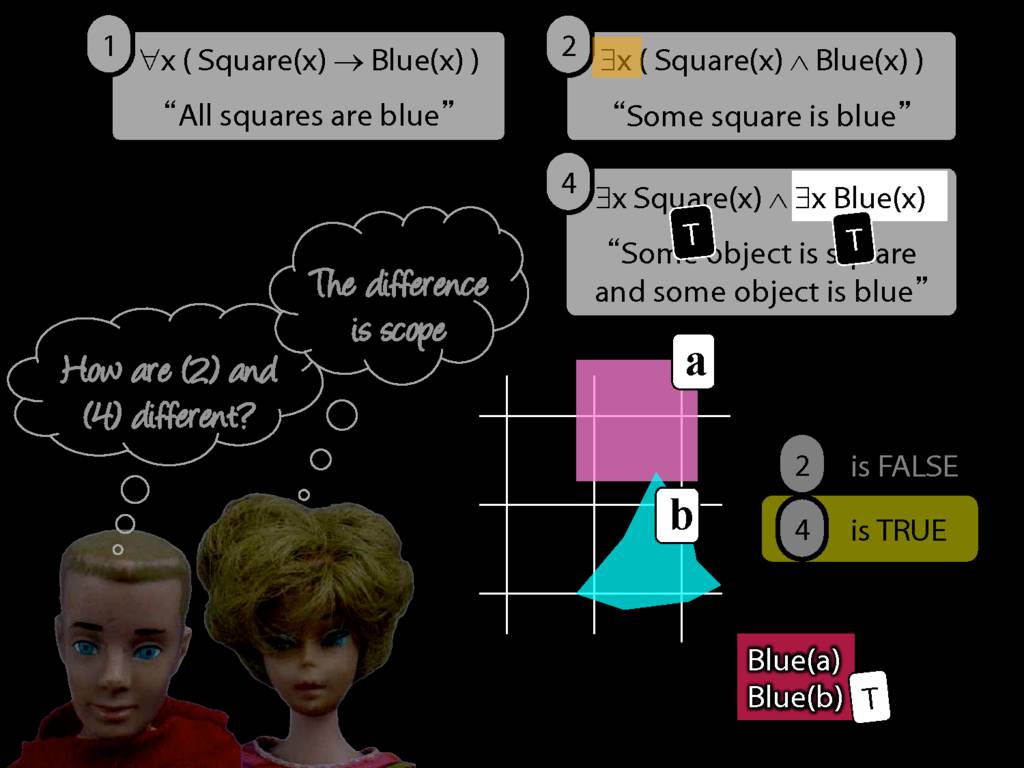 1
∀x ( Square(x) → Blue(x) )
“All squares are blue”
2
∃x ( Square(x) ∧ Blue(x) )
“Some square is blue”
4
∃x Square(x) ∧ ∃x Blue(x)
T
T
“Some object is square
and some object is blue”
The difference
is scope
How are (2) and
(4) different?
a
b
2 is FALSE
4 is TRUE
Blue(a)
Blue(b) T